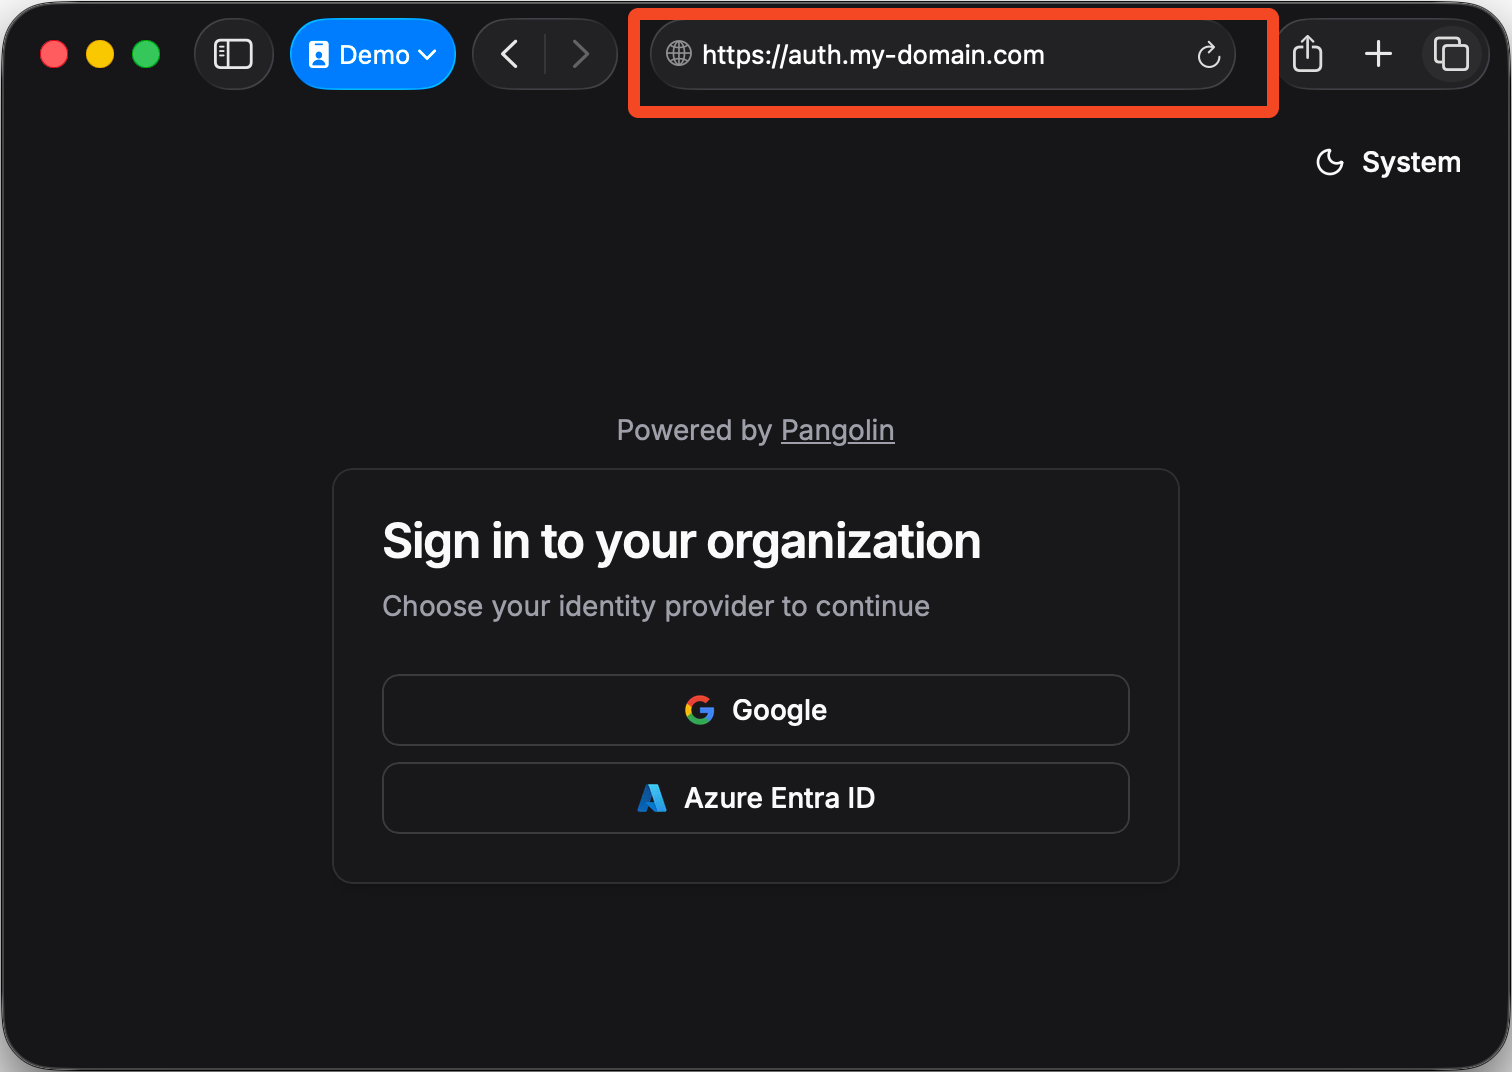 Demo
https://auth.my-domain.com
System
Powered by Pangolin
Sign in to your organization
Choose your identity provider to continue
Google
Azure Entra ID